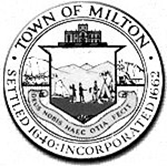 TOWN OF MILTON
DEUS NOBIS HAEC OTIA FECIT
SETTLED 1640: INCORPORATED 1662